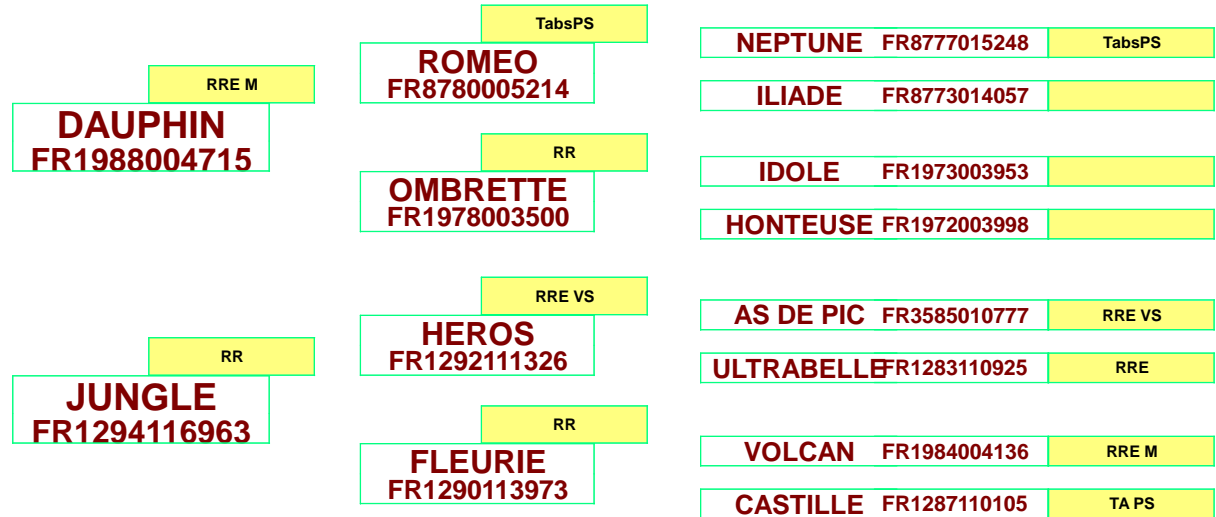 RRE M
DAUPHIN
FR1988004715
RR
JUNGLE
FR1294116963
TabsPS
ROMEO
FR8780005214
RR
OMBRETTE
FR1978003500
RRE VS
HEROS
FR1292111326
RR
FLEURIE
FR1290113973
NEPTUNE FR8777015248 TabsPS
ILIADE FR8773014057
IDOLE FR1973003953
HONTEUSE FR1972003998
AS DE PIC FR3585010777 RRE VS
ULTRABELLE FR1283110925 RRE
VOLCAN FR1984004136 RRE M
CASTILLE FR1287110105 TA PS